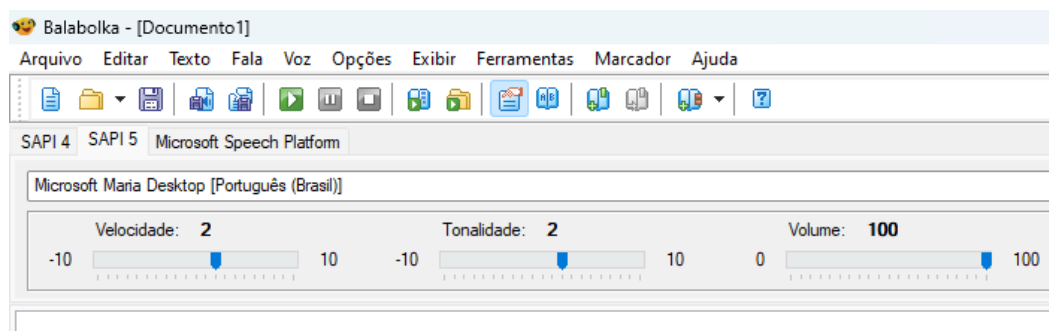 Balabolka - [Documento1]
Arquivo Editar Texto Fala Voz Opções Exibir Ferramentas Marcador Ajuda
SAPI 4 SAPI 5 Microsoft Speech Platform
Microsoft Maria Desktop [Português (Brasil)]
Velocidade: 2 Tonalidade: 2 Volume: 100
-10 10 -10 10 0 100